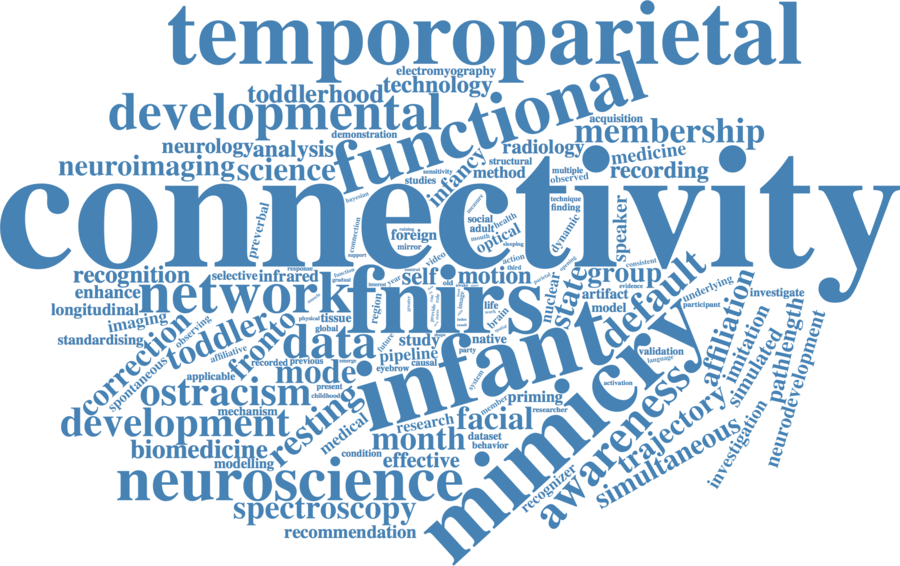 temporoparietal
electromyography
technology
toddlerhood
developmental
functional
acquisition
membership
demonstration
neurology
analysis
radiology
medicine
neuroimaging
science
infancy
structural
method
multiple
observed
recording
sensitivity
studies
bayesian
connectivity
preverbal
connection
support
foreign
mirror
social
adult
health
mouth
optical
technique
finding
dynamic
speaker
consistent
evidence
recognition
selective
infrared
response
function
gradual
self
video
motion
action
third
group
enhance
network
fnirs
nuclear
state
artifact
model
default
underlying
participant
investigate
longitudinal
imaging
physical
tissue
region
life
brain
standardising
correction
toddler
observing
global
data
future
study
native
pipeline
causal
party
validation
language
affiliation
imitation
simulated
pathlength
spontaneous
affiliative
fronto
recorded
previous
mode
eyebrow
infant
mimicry
applicable
ostracism
present
childhood
system
priming
activation
mechanism
development
resting
medical
research
facial
member
researcher
awareness
trajectory
neurodevelopment
biomedicine
month
dataset
behavior
modelling
condition
effective
simultaneous
investigation
neuroscience
recognizer
spectroscopy
recommendation